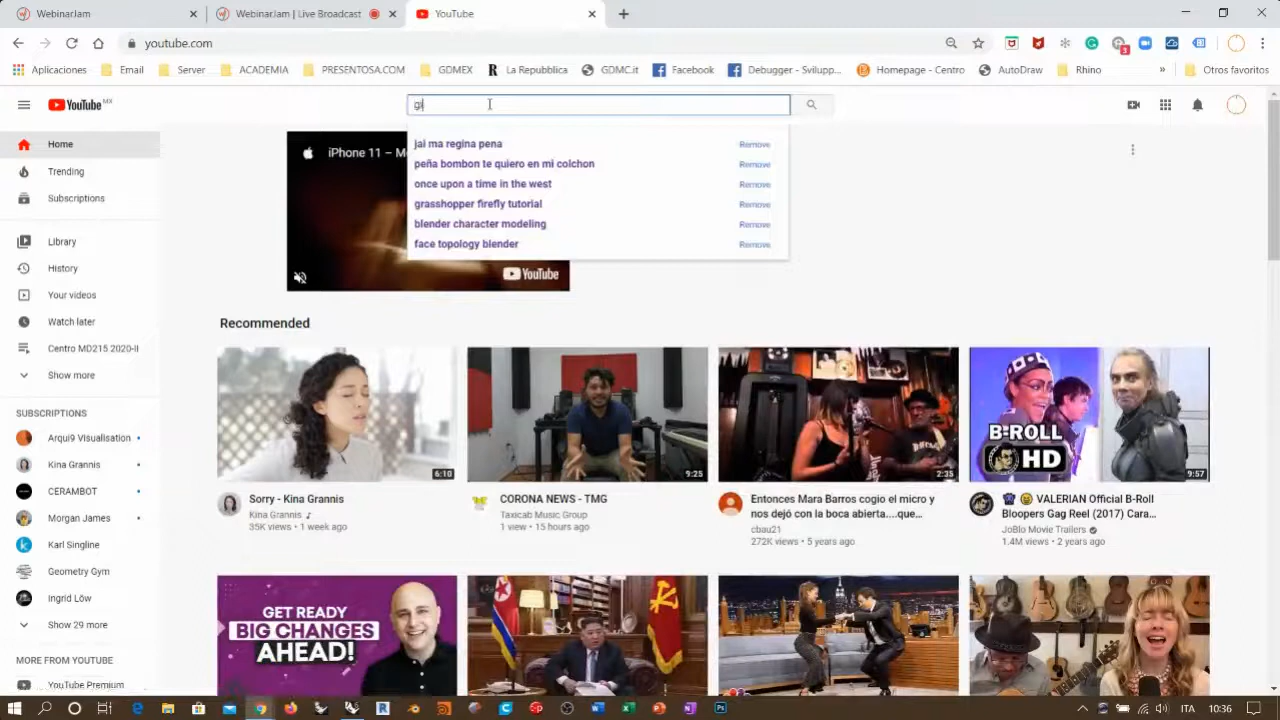 WebinarJam
WebinarJam | Live Broadcast
YouTube
youtube.com
3
Aplicaciones
Email
Server
ACADEMIA
PRESENTOSA.COM
GDMEX
La Repubblica
GDMC.it
Facebook
Debugger - Svilupp...
Homepage - Centro
AutoDraw
Rhino
»
Otros favoritos
YouTube MX
gi
jai ma regina pena
Remove
peña bombon te quiero en mi colchon
Remove
once upon a time in the west
Remove
grasshopper firefly tutorial
Remove
blender character modeling
Remove
face topology blender
Remove
iPhone 11 – M
YouTube
Home
Trending
Subscriptions
Library
History
Your videos
Watch later
Centro MD215 2020-II
Show more
SUBSCRIPTIONS
Arqui9 Visualisation
Kina Grannis
CERAMBOT
Morgan James
Karl Singline
Geometry Gym
Ingrid Löw
Show 29 more
MORE FROM YOUTUBE
YouTube Premium
Recommended
6:10
9:25
2:35
B-ROLL
HD
9:57
Sorry - Kina Grannis
Kina Grannis
35K views • 1 week ago
CORONA NEWS - TMG
Taxicab Music Group
1 view • 15 hours ago
Entonces Mara Barros cogio el micro y
nos dejó con la boca abierta....que...
cbau21
272K views • 5 years ago
VALERIAN Official B-Roll
Bloopers Gag Reel (2017) Cara...
JoBlo Movie Trailers
1.4M views • 2 years ago
GET READY
BIG CHANGES
AHEAD!
ITA
10:36